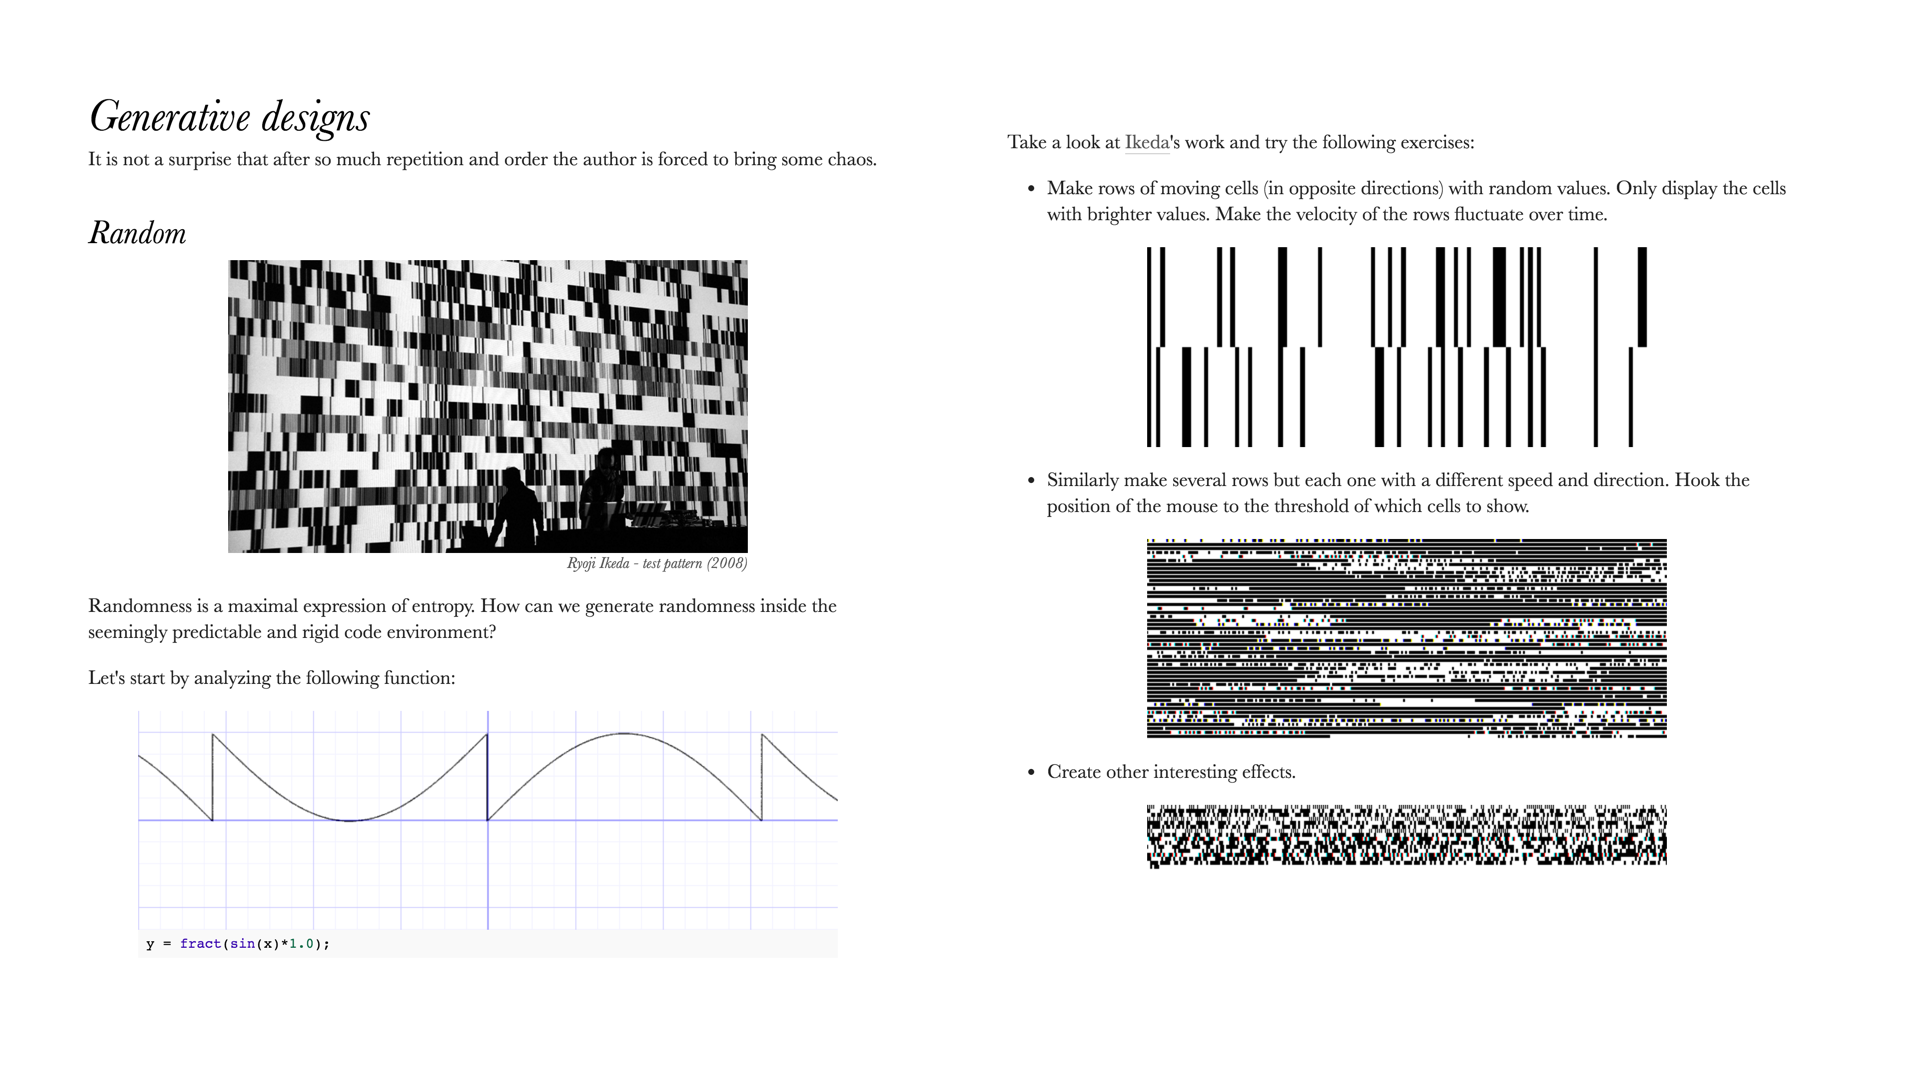 Generative designs
It is not a surprise that after so much repetition and order the author is forced to bring some chaos.
Random
Ryoji Ikeda - test pattern (2008)
Randomness is a maximal expression of entropy. How can we generate randomness inside the
seemingly predictable and rigid code environment?
Let's start by analyzing the following function:
y = fract(sin(x)*1.0);
Take a look at Ikeda's work and try the following exercises:
• Make rows of moving cells (in opposite directions) with random values. Only display the cells
with brighter values. Make the velocity of the rows fluctuate over time.
• Similarly make several rows but each one with a different speed and direction. Hook the
position of the mouse to the threshold of which cells to show.
• Create other interesting effects.